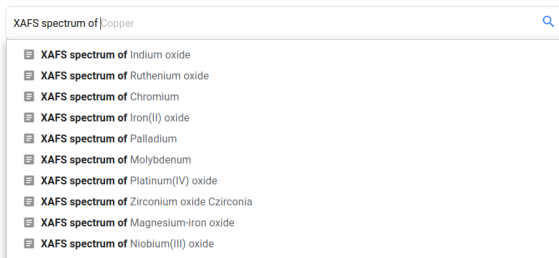 XAFS spectrum of Copper
XAFS spectrum of Indium oxide
XAFS spectrum of Ruthenium oxide
XAFS spectrum of Chromium
XAFS spectrum of Iron(II) oxide
XAFS spectrum of Palladium
XAFS spectrum of Molybdenum
XAFS spectrum of Platinum(IV) oxide
XAFS spectrum of Zirconium oxide Czirconia
XAFS spectrum of Magnesium-iron oxide
XAFS spectrum of Niobium(III) oxide